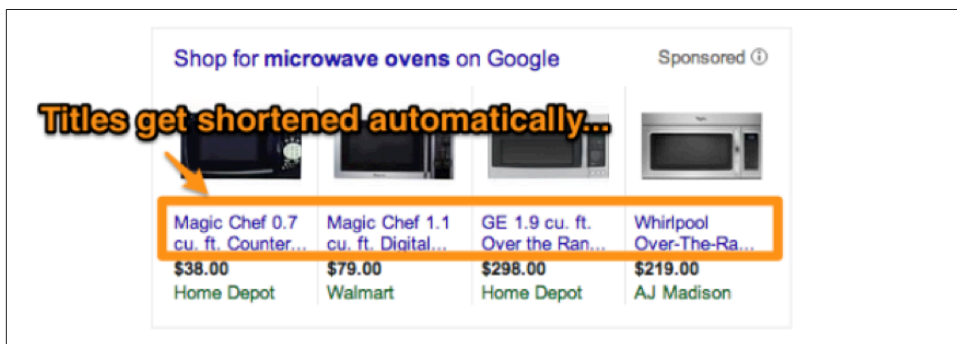 Shop for microwave ovens on Google
Sponsored ⓘ
Titles get shortened automatically...
Magic Chef 0.7
cu. ft. Counter...
$38.00
Home Depot
Magic Chef 1.1
cu. ft. Digital...
$79.00
Walmart
GE 1.9 cu. ft.
Over the Ran...
$298.00
Home Depot
Whirlpool
Over-The-Ra...
$219.00
AJ Madison